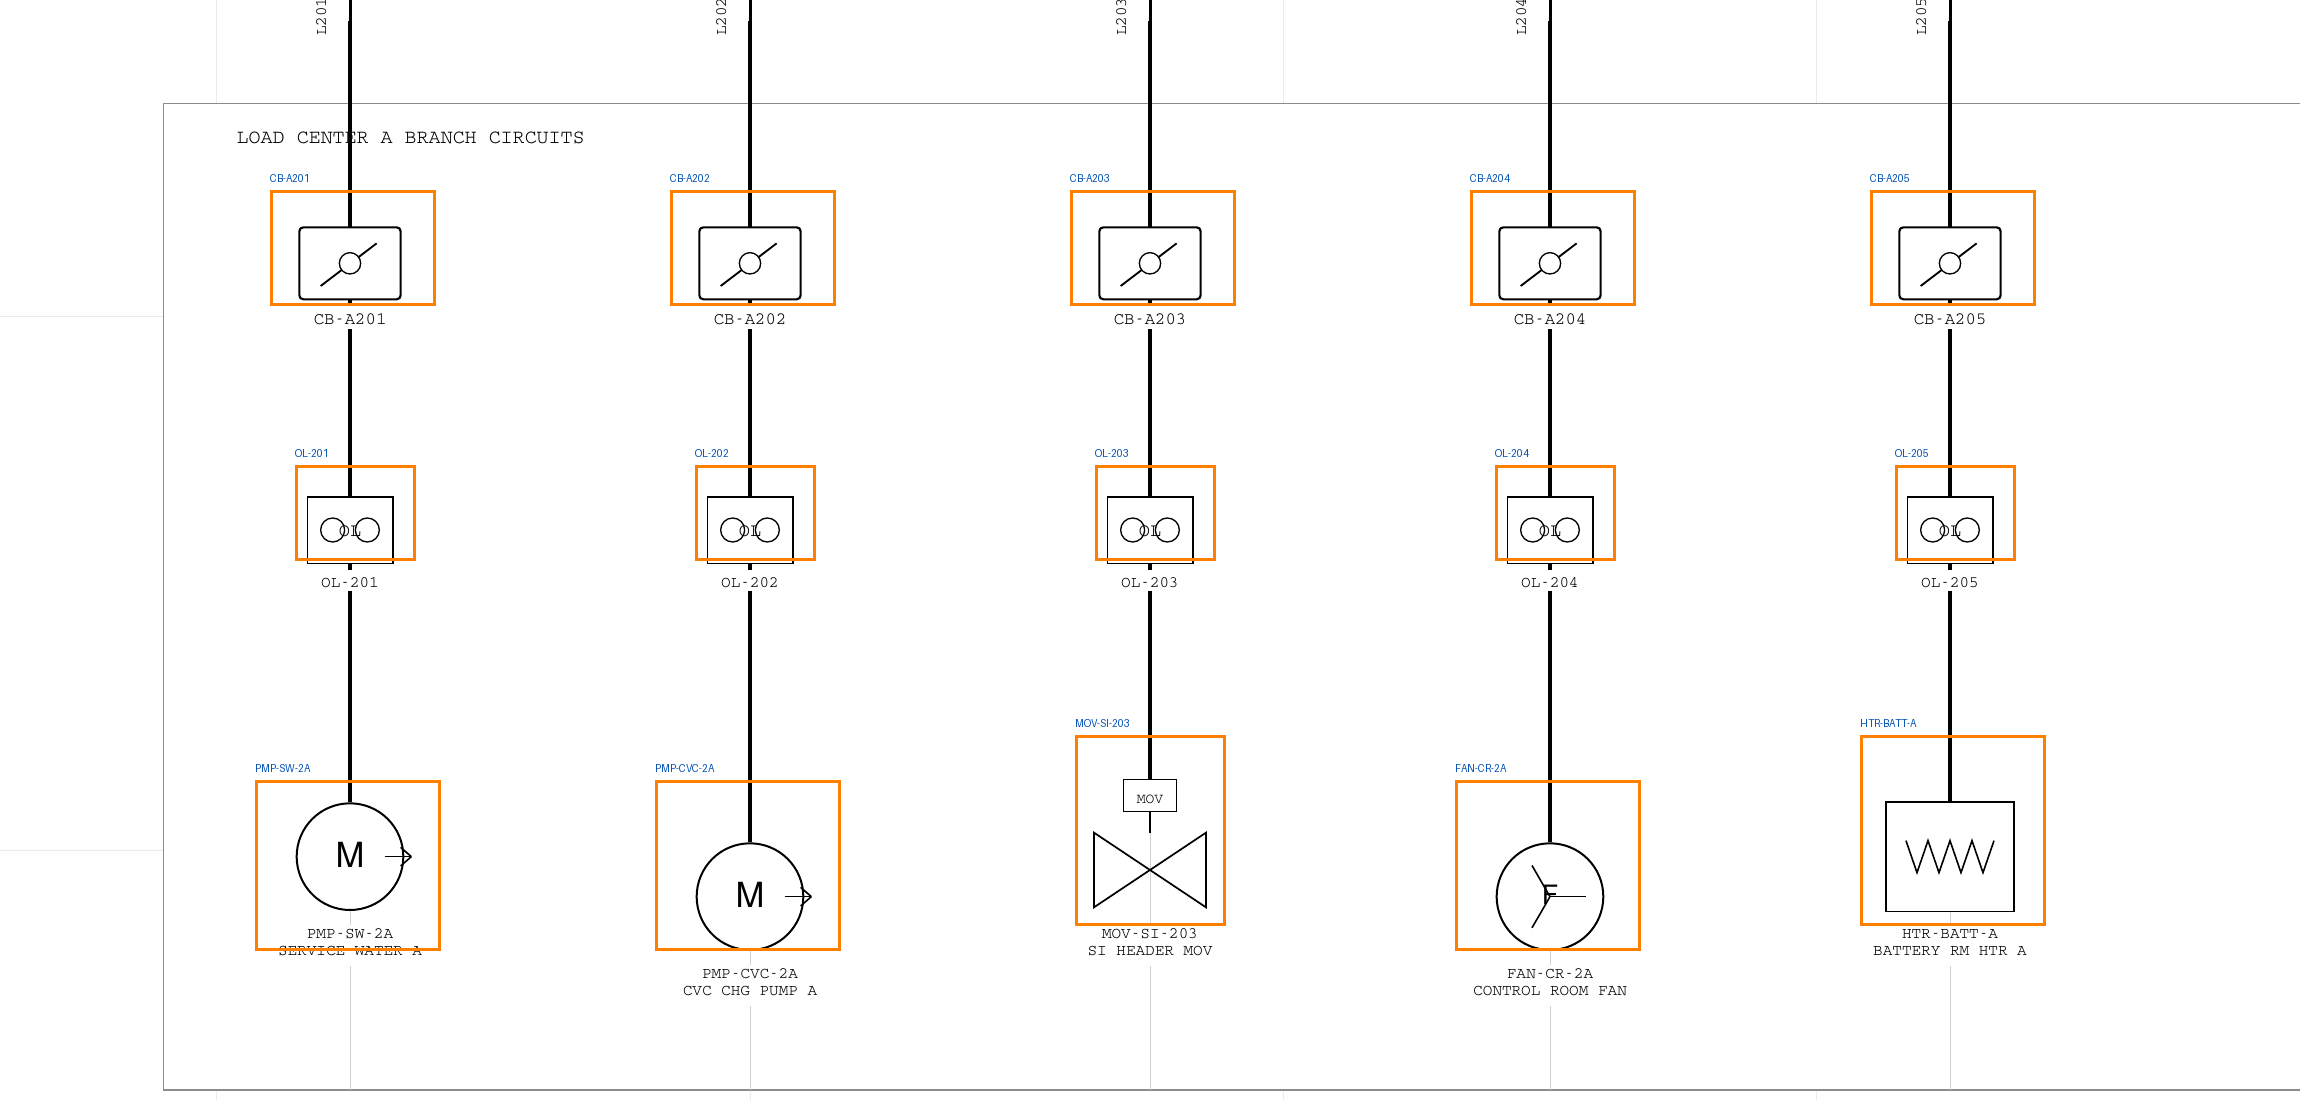 L201 L202 L203 L204 L205
LOAD CENTER A BRANCH CIRCUITS
CB-A201 CB-A202 CB-A203 CB-A204 CB-A205
CB-A201 CB-A202 CB-A203 CB-A204 CB-A205
OL-201 OL-202 OL-203 OL-204 OL-205
OL OL OL OL OL
OL-201 OL-202 OL-203 OL-204 OL-205
MOV-SI-203 HTR-BATT-A
PMP-SW-2A PMP-CVC-2A FAN-CR-2A
MOV
M M F
PMP-SW-2A MOV-SI-203 HTR-BATT-A
SERVICE WATER A SI HEADER MOV BATTERY RM HTR A
PMP-CVC-2A FAN-CR-2A
CVC CHG PUMP A CONTROL ROOM FAN